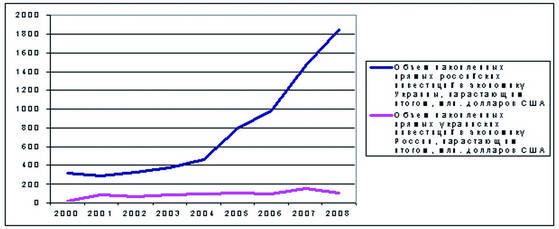 2000
1800
1600
1400
1200
1000
800
600
400
200
0
2000 2001 2002 2003 2004 2005 2006 2007 2008
Объем накопленных
прямых российских
инвестиций в экономику
Украины, нарастающим
итогом, млн. долларов США
Объем накопленных
прямых украинских
инвестиций в экономику
России, нарастающим
итогом, млн. долларов США